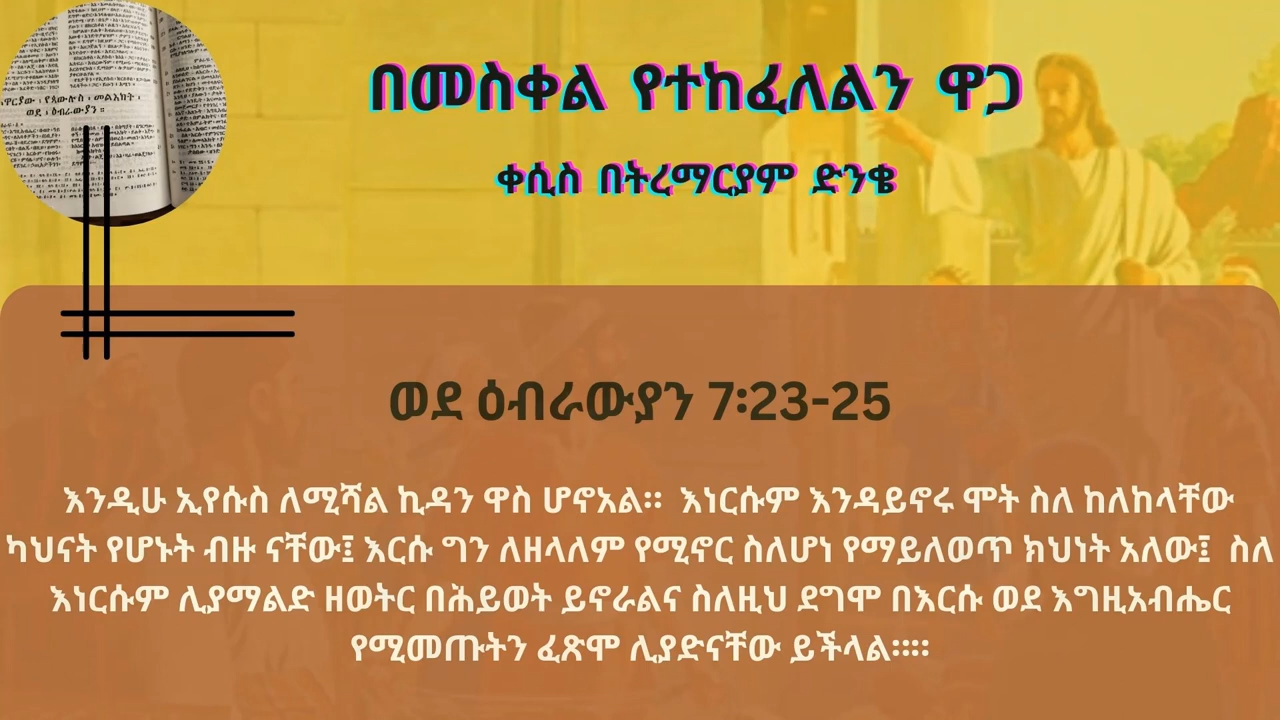 በመስቀል የተከፈለልን ዋጋ
ቀሲስ በትረማርያም ድንቄ
ወደ ዕብራውያን 7፡23-25
እንዲሁ ኢየሱስ ለሚሻል ኪዳን ዋስ ሆኖአል። እነርሱም እንዳይኖሩ ሞት ስለ ከለከላቸው
ካህናት የሆኑት ብዙ ናቸው፤ እርሱ ግን ለዘላለም የሚኖር ስለሆነ የማይለወጥ ክህነት አለው፤ ስለ
እነርሱም ሊያማልድ ዘወትር በሕይወት ይኖራልና ስለዚህ ደግሞ በእርሱ ወደ እግዚአብሔር
የሚመጡትን ፈጽሞ ሊያድናቸው ይችላል።።